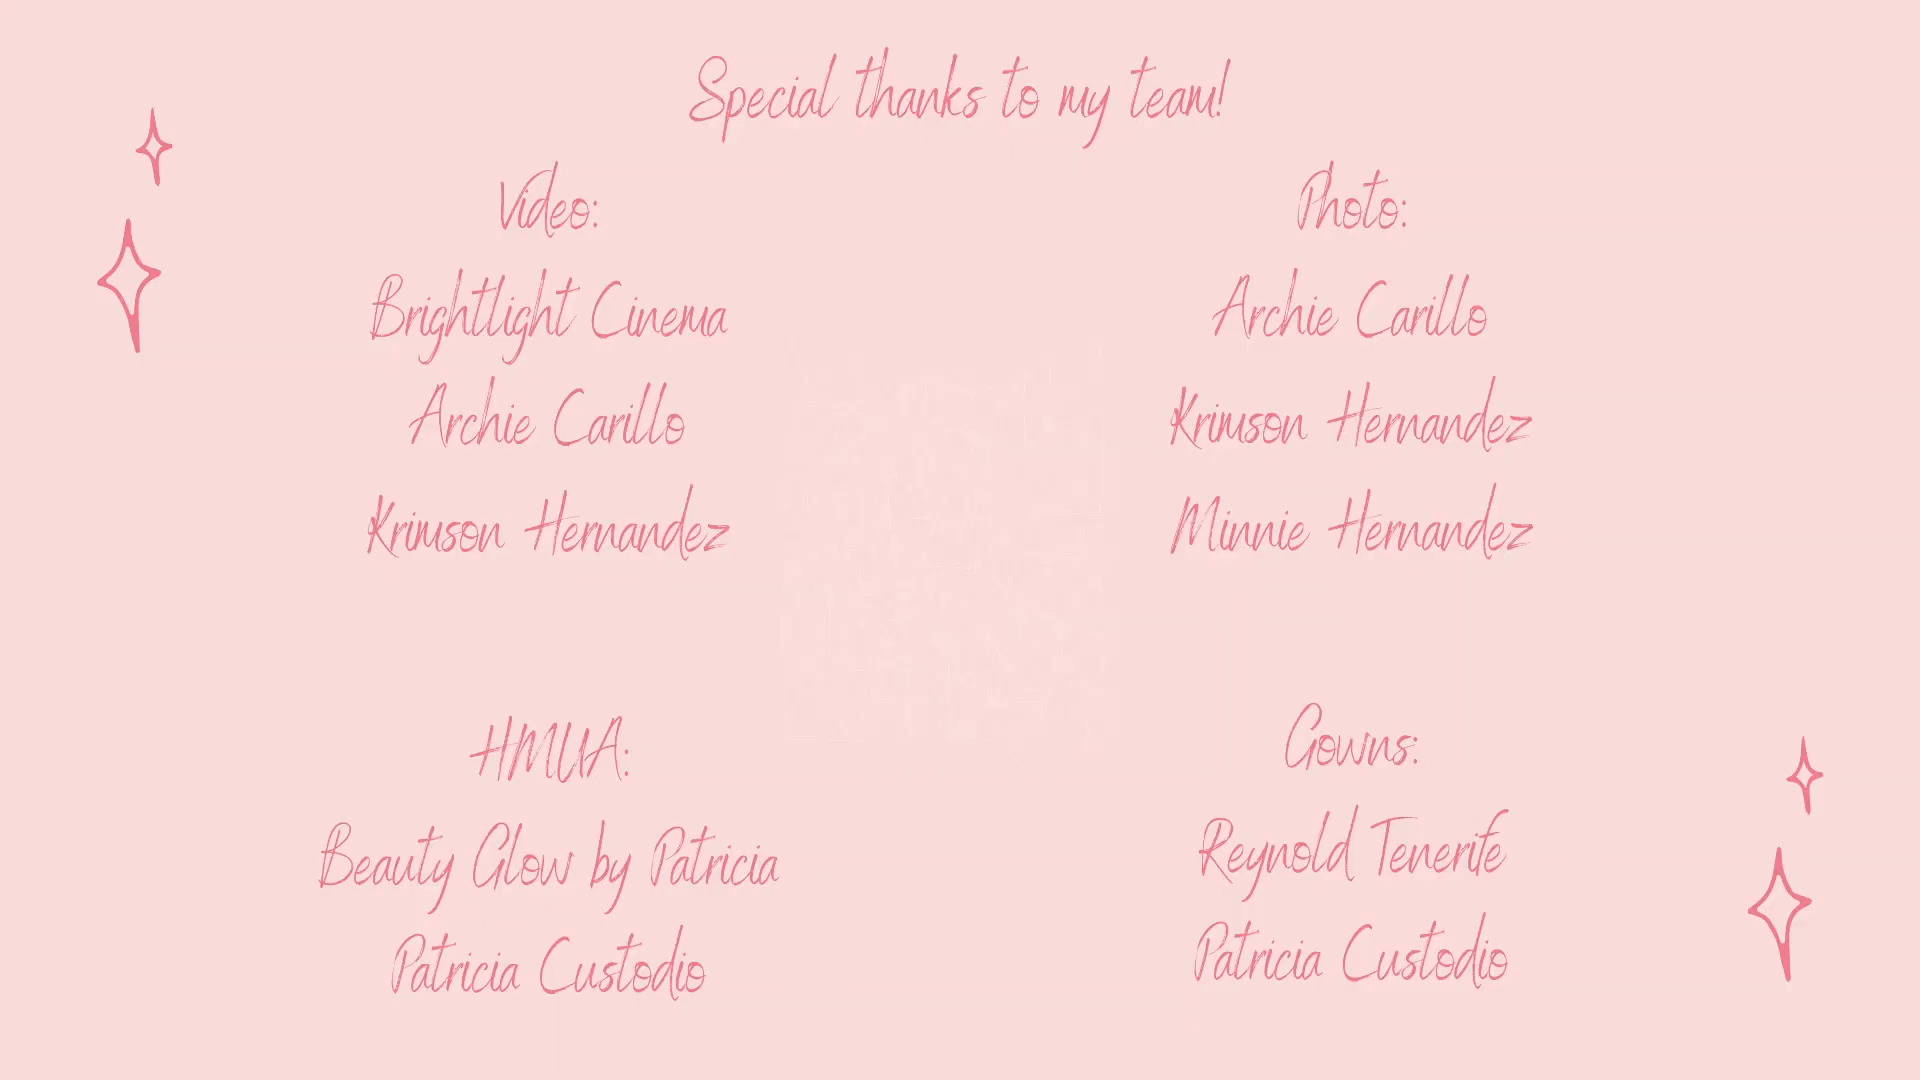 Special thanks to my team!
Video:
Brightlight Cinema
Archie Carillo
Krimson Hernandez
Photo:
Archie Carillo
Krimson Hernandez
Minnie Hernandez
HMUA:
Beauty Glow by Patricia
Patricia Custodio
Gowns:
Reynold Tenerife
Patricia Custodio